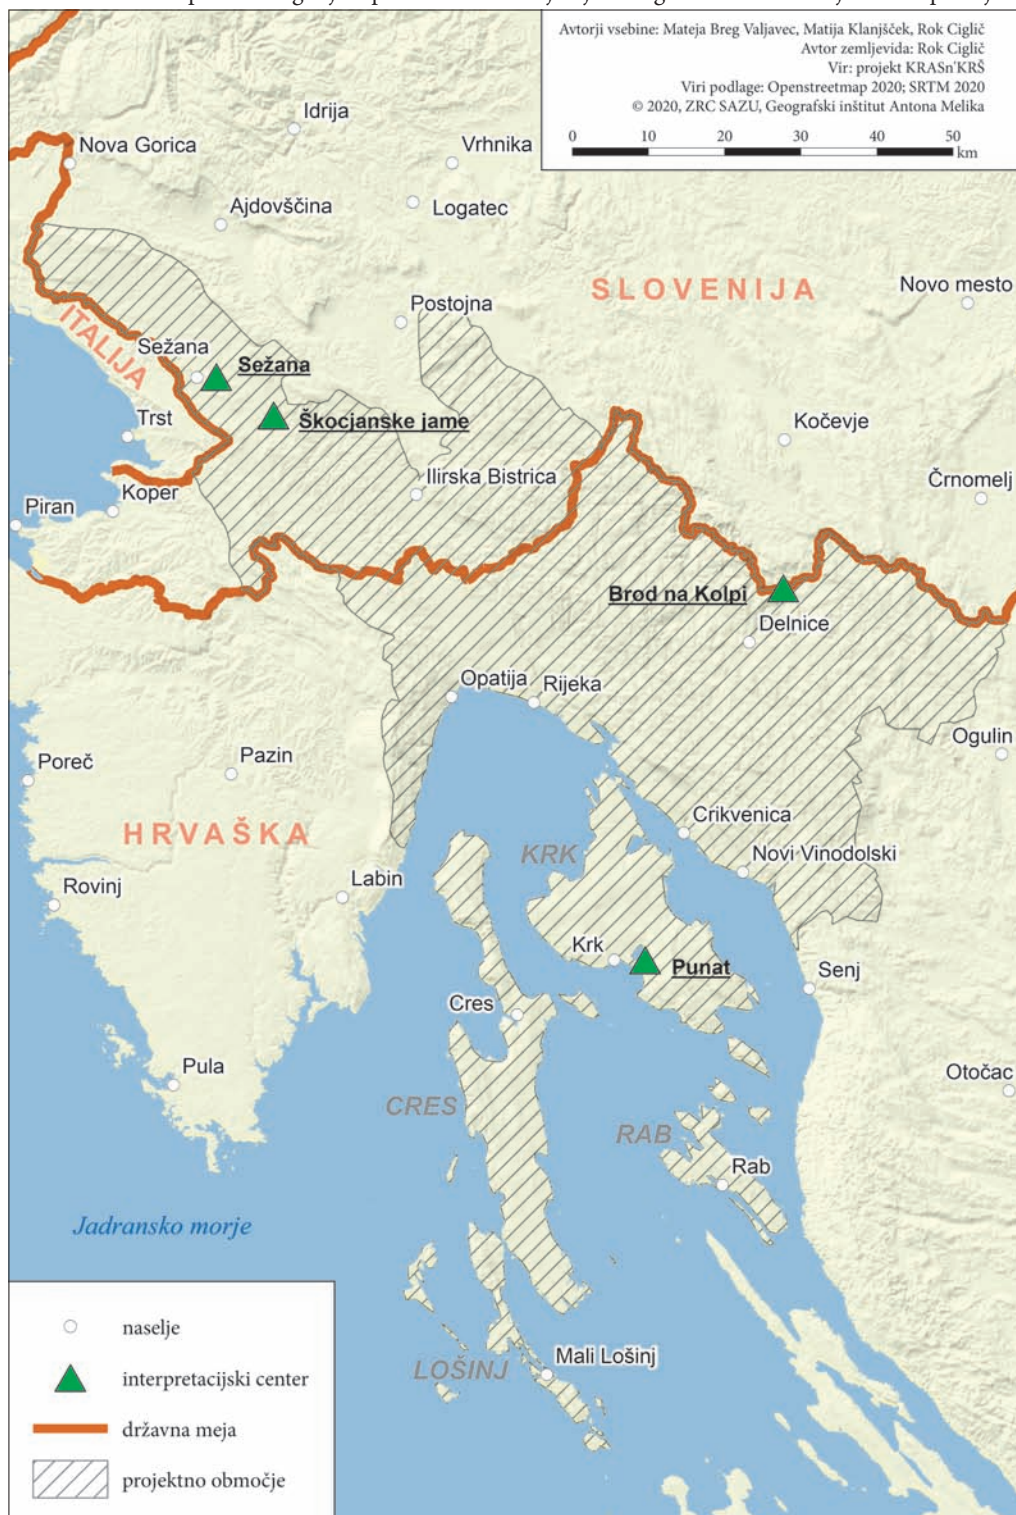 Avtorji vsebine: Mateja Breg Valjavec, Matija Klanjšček, Rok Ciglič
Avtor zemljevida: Rok Ciglič
Vir: projekt KRASn'KRŠ
Viri podlage: Openstreetmap 2020; SRTM 2020
© 2020, ZRC SAZU, Geografski inštitut Antona Melika
0 10 20 30 40 50
km
Idrija
Nova Gorica
Vrhnika
Ajdovščina
Logatec
SLOVENIJA
Novo mesto
Postojna
ITALIJA
Sežana
Sežana
Škocjanske jame
Trst
Kočevje
Ilirska Bistrica
Črnomelj
Koper
Piran
Brod na Kolpi
Delnice
Opatija
Rijeka
Ogulin
Poreč
Pazin
HRVAŠKA
Crikvenica
KRK
Novi Vinodolski
Rovinj
Labin
Krk
Punat
Senj
Cres
Pula
Otočac
CRES
RAB
Rab
Jadransko morje
Mali Lošinj
LOŠINJ
naselje
interpretacijski center
državna meja
projektno območje